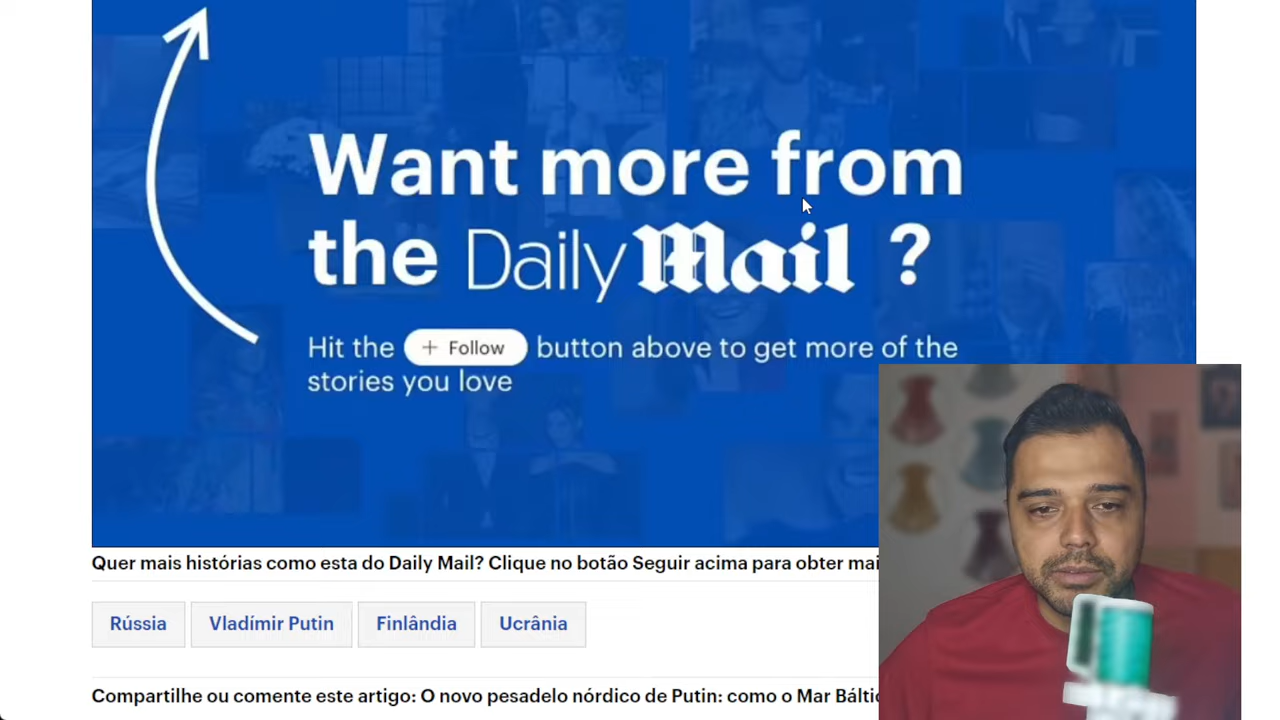 Want more from
the Daily Mail ?
Hit the + Follow button above to get more of the
stories you love
Quer mais histórias como esta do Daily Mail? Clique no botão Seguir acima para obter
Rússia
Vladímir Putin
Finlândia
Ucrânia
Compartilhe ou comente este artigo: O novo pesadelo nórdico de Putin: como o Mar